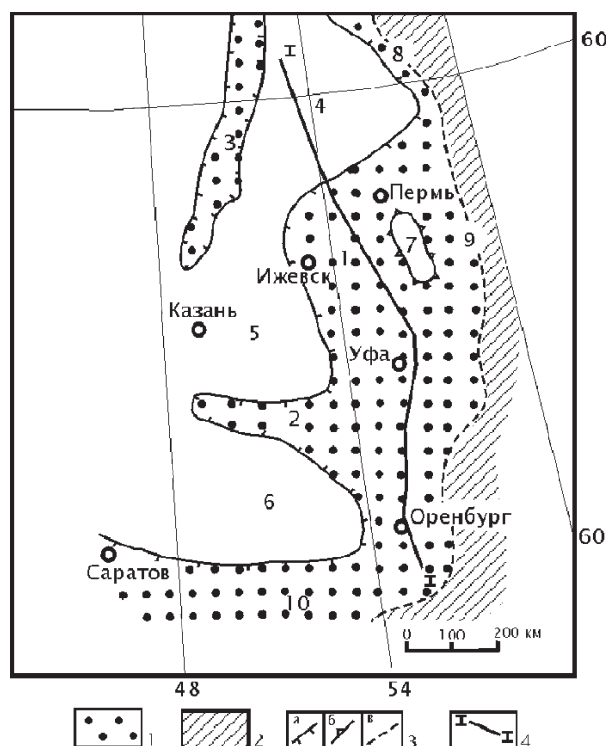 60
8
I
4
3
Пермь
7
9
1
Ижевск
Казань
5
Уфа
2
6
Оренбург
60
Саратов
I
10
0 100 200 км
48 54
1 2 а б в 3 I I 4